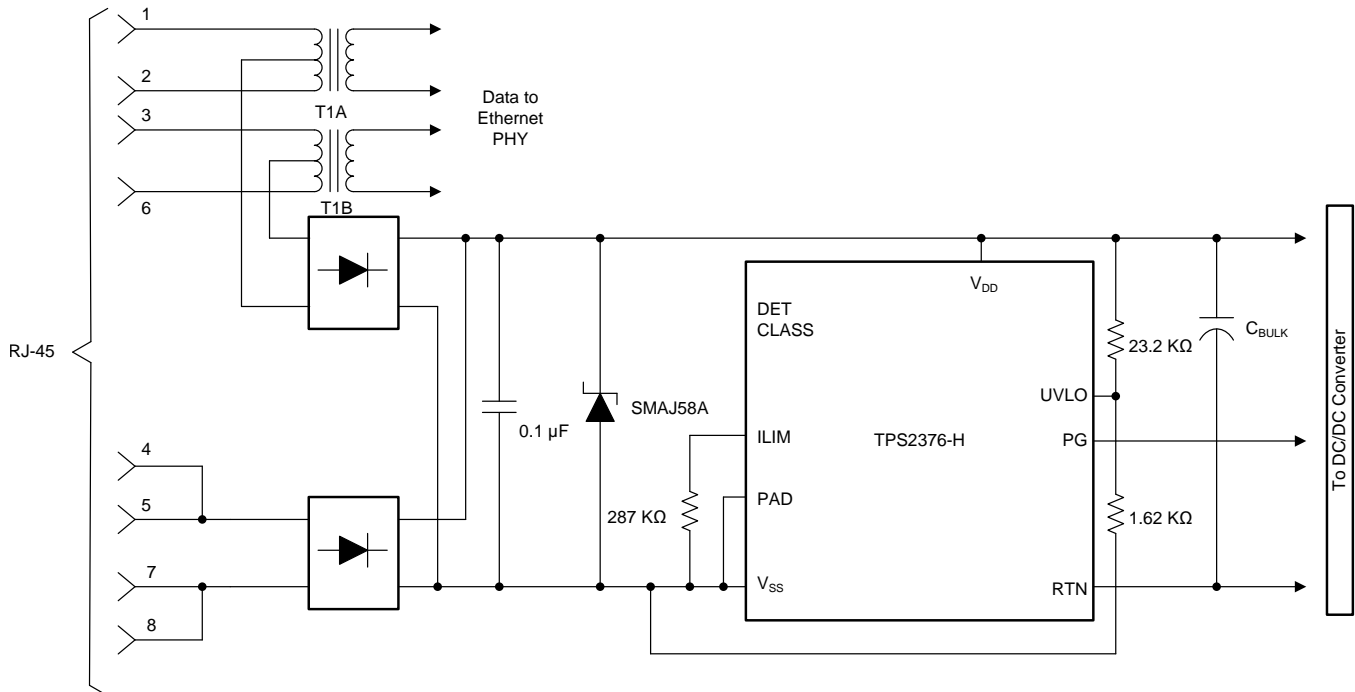 1
2
T1A
3
Data to
Ethernet
PHY
6
T1B
RJ-45
4
5
7
8
0.1 µF
SMAJ58A
287 KΩ
DET
CLASS
ILIM
PAD
VSS
TPS2376-H
VDD
UVLO
PG
RTN
23.2 KΩ
1.62 KΩ
CBULK
To DC/DC Converter